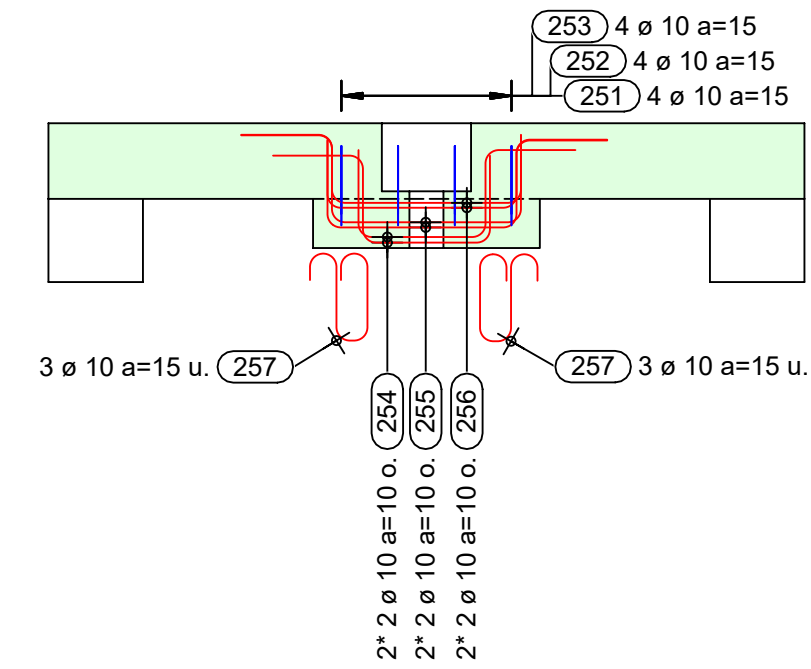 253 4 ø 10 a=15
252 4 ø 10 a=15
251 4 ø 10 a=15
3 ø 10 a=15 u. 257
257 3 ø 10 a=15 u.
2* 2 ø 10 a=10 o. 254
2* 2 ø 10 a=10 o. 255
2* 2 ø 10 a=10 o. 256